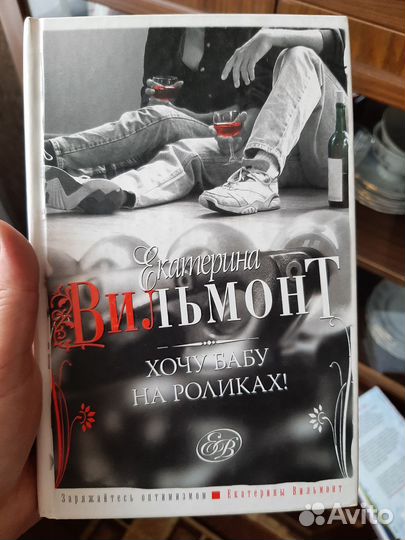 Екатерина
Вильмонт
ХОЧУ БАБУ
НА РОЛИКАХ!
ЕВ
Заряжайтесь оптимизмом Екатерины Вильмонт
Avito